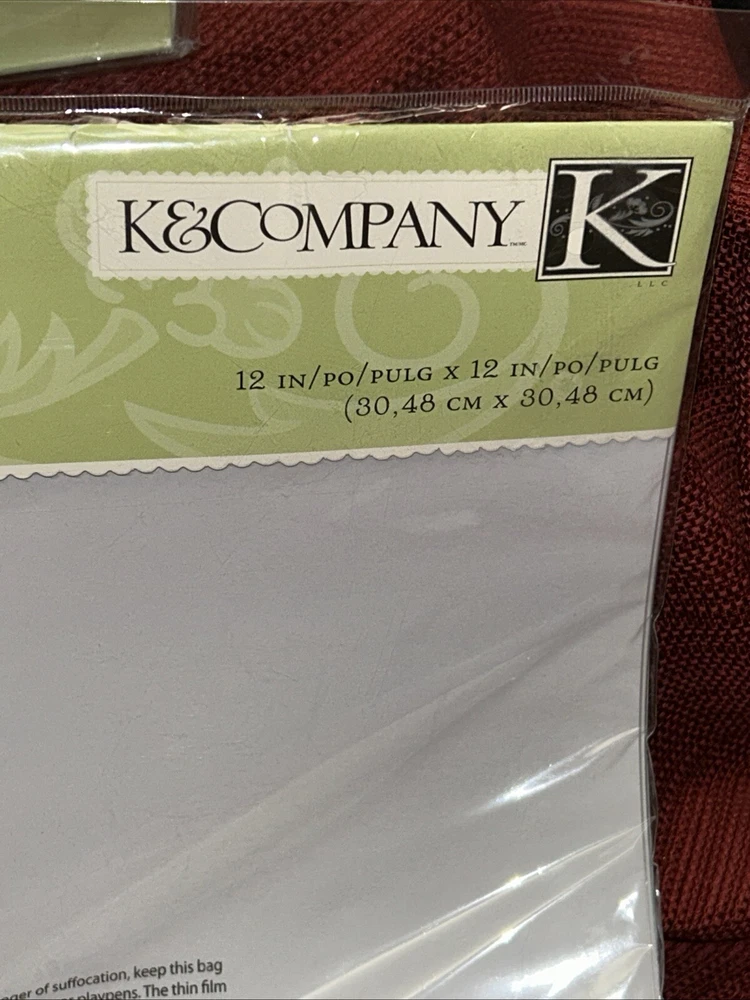 K&COMPANY
K
LLC
12 IN/PO/PULG X 12 IN/PO/PULG
(30,48 CM X 30,48 CM)
of suffocation, keep this bag
playpens. The thin film